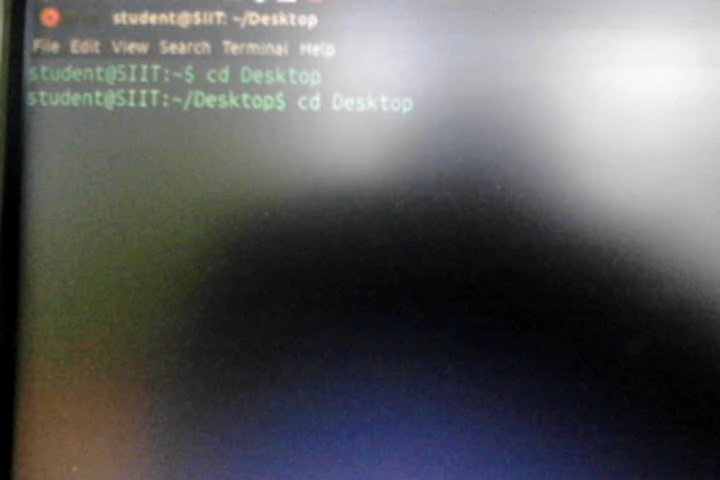 student@SIIT: ~/Desktop
File Edit View Search Terminal Help
student@SIIT:~$ cd Desktop
student@SIIT:~/Desktop$ cd Desktop